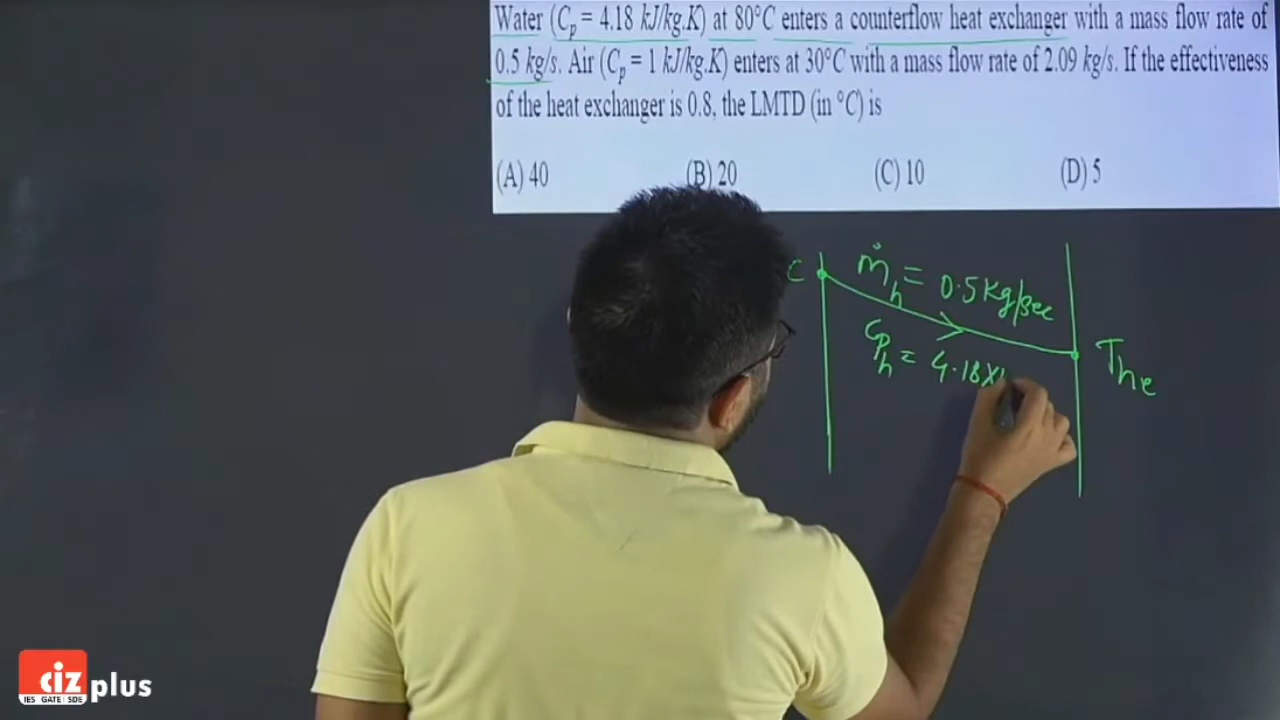 Water (Cp = 4.18 kJ/kg.K) at 80°C enters a counterflow heat exchanger with a mass flow rate of
0.5 kg/s. Air (Cp = 1 kJ/kg.K) enters at 30°C with a mass flow rate of 2.09 kg/s. If the effectiveness
of the heat exchanger is 0.8, the LMTD (in °C) is
(A) 40 (B) 20 (C) 10 (D) 5
C ṁh = 0.5 Kg/sec
Cph = 4.18X
The
ciz plus
IES GATE SDE